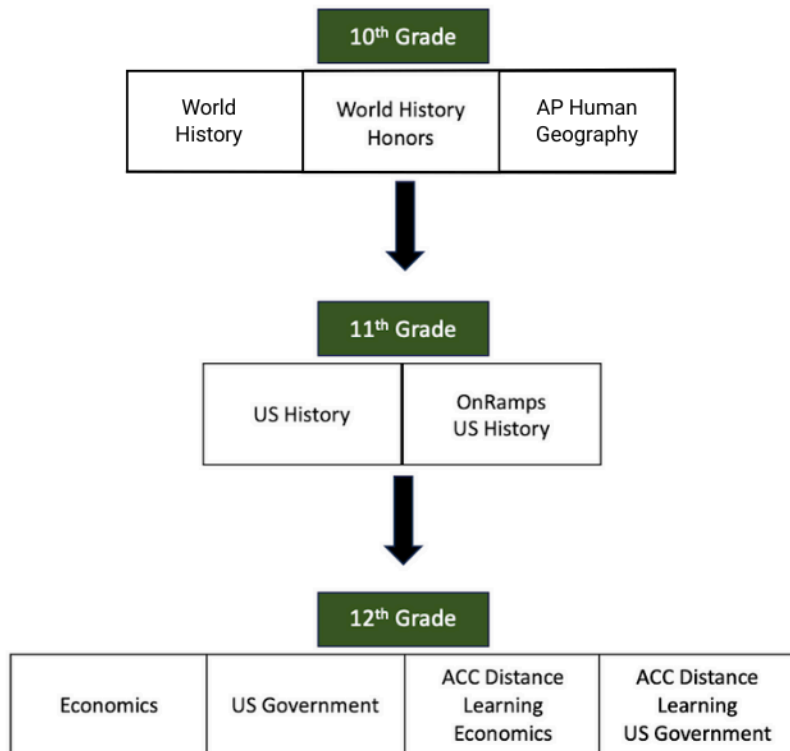 10th Grade
World
History
World History
Honors
AP Human
Geography
11th Grade
US History
OnRamps
US History
12th Grade
Economics
US Government
ACC Distance
Learning
Economics
ACC Distance
Learning
US Government